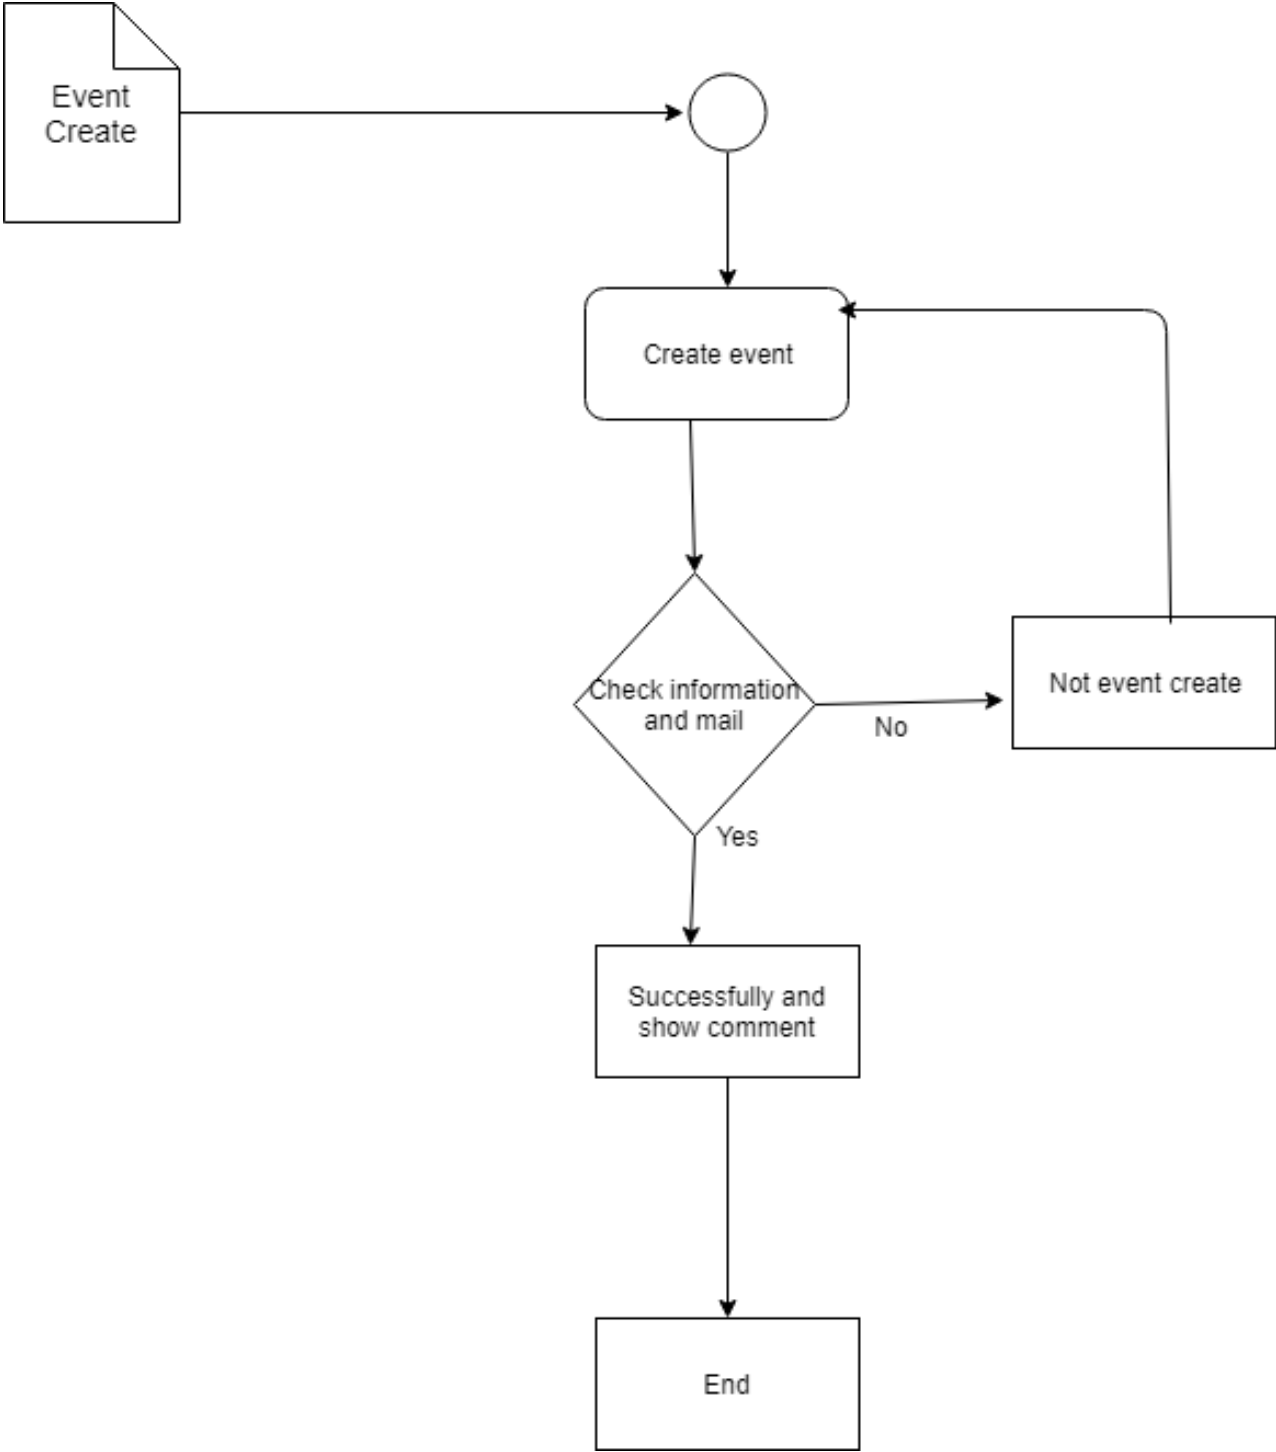 Event
Create
Create event
Check information
and mail
No
Not event create
Yes
Successfully and
show comment
End